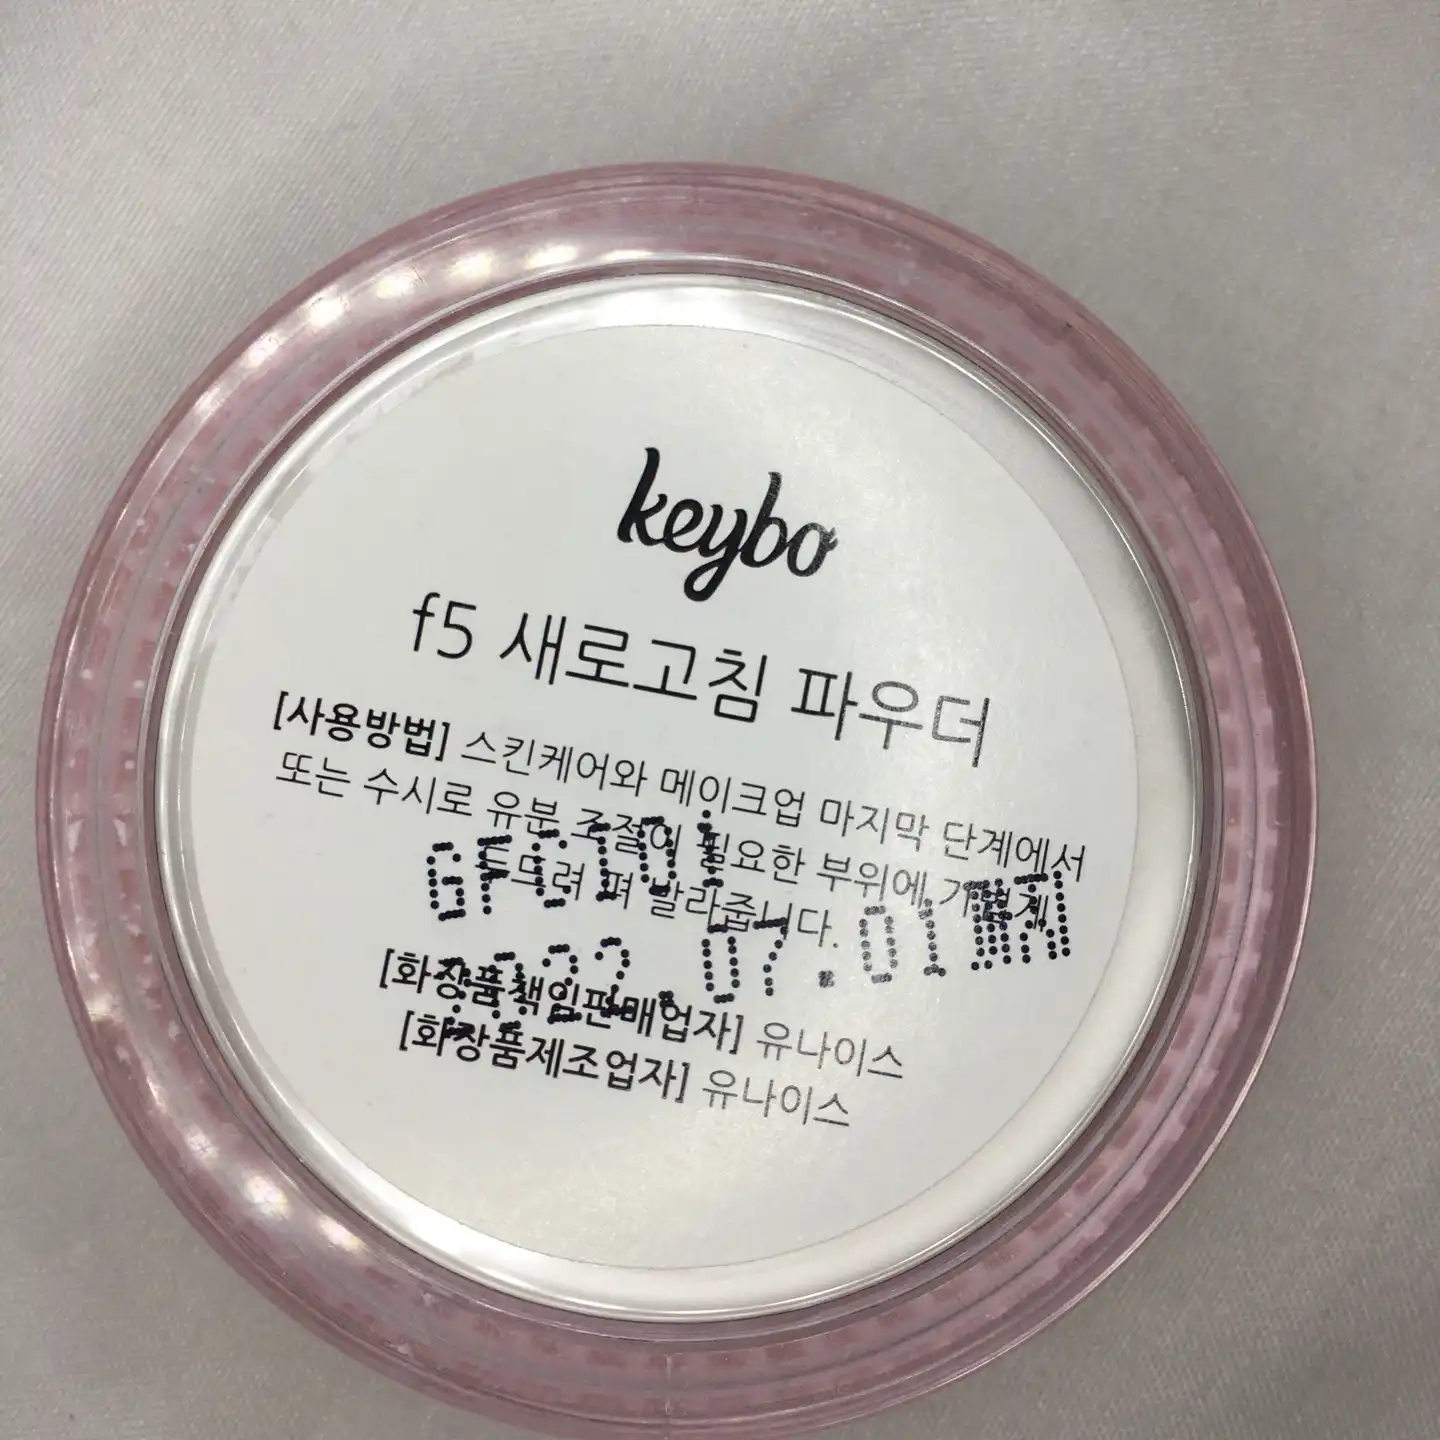 keybo
f5 새로고침 파우더
[사용방법] 스킨케어와 메이크업 마지막 단계에서
또는 수시로 유분 조절이 필요한 부위에 가볍게
두드려 펴 발라줍니다.
2022.07.01
[화장품책임판매업자] 유나이스
[화장품제조업자] 유나이스